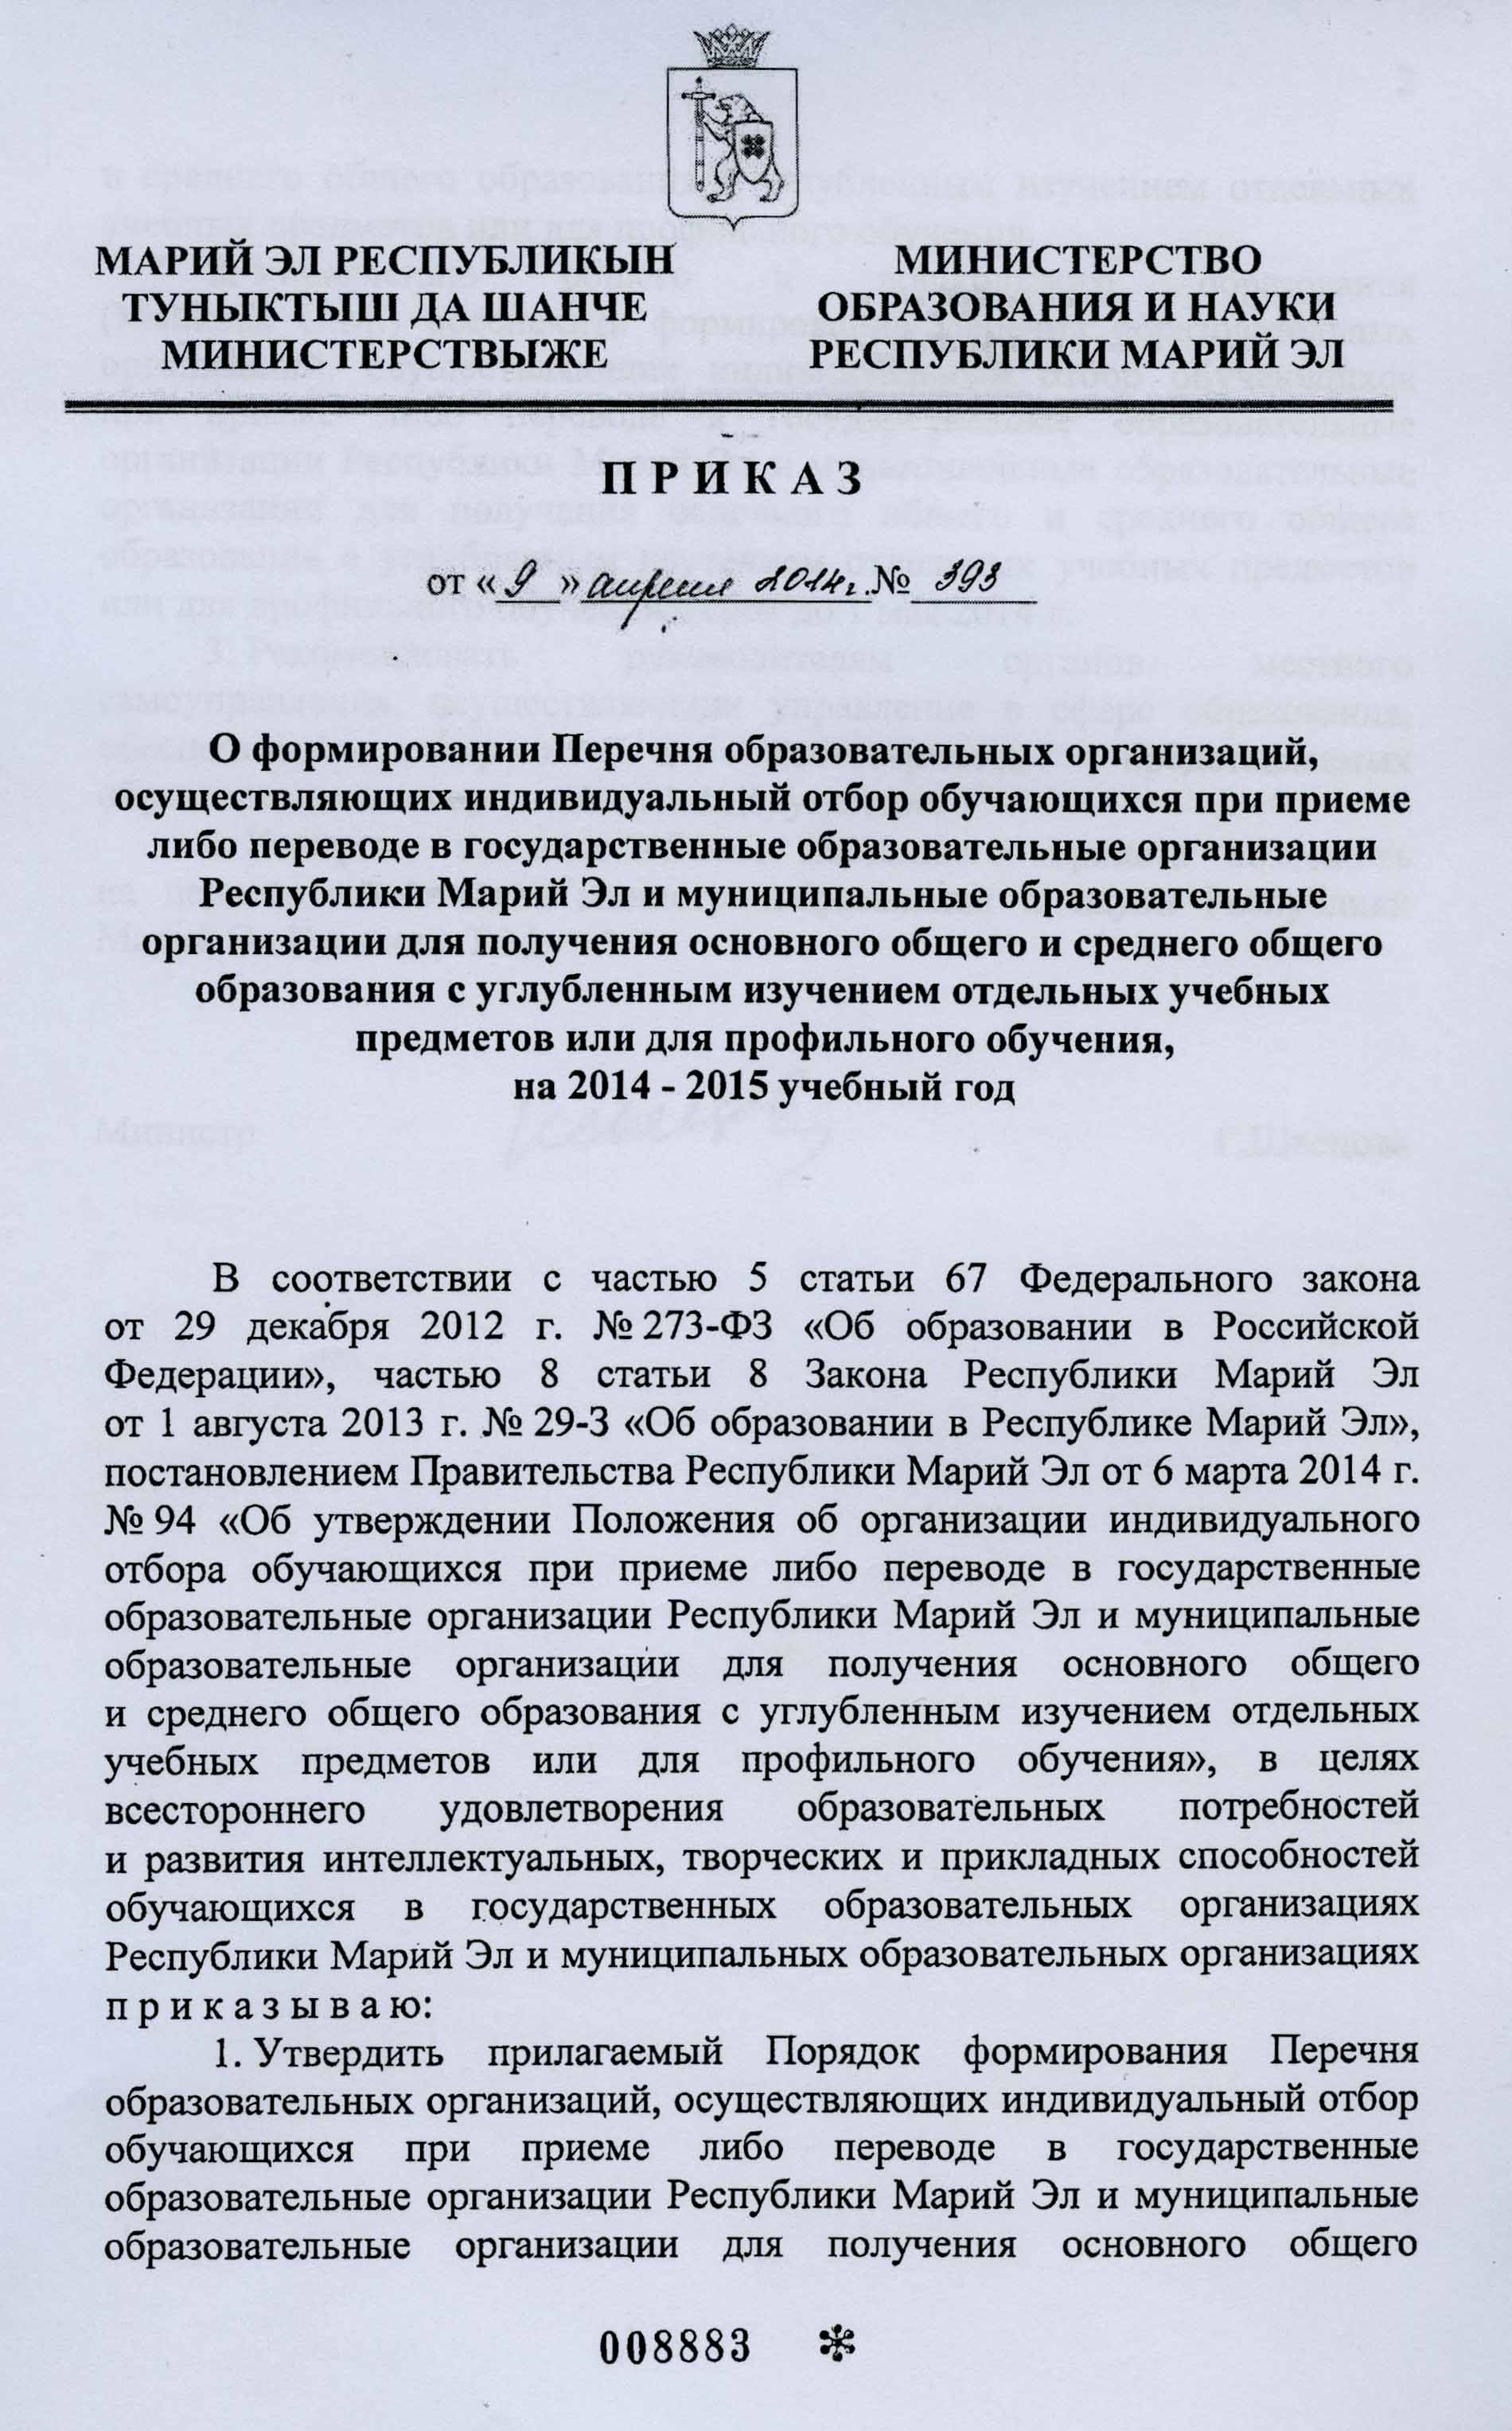 МАРИЙ ЭЛ РЕСПУБЛИКЫН
ТУНЫКТЫШ ДА ШАНЧЕ
МИНИСТЕРСТВЫЖЕ
МИНИСТЕРСТВО
ОБРАЗОВАНИЯ И НАУКИ
РЕСПУБЛИКИ МАРИЙ ЭЛ
П Р И К А З
от « 9 » апреля 2014г. № 393
О формировании Перечня образовательных организаций,
осуществляющих индивидуальный отбор обучающихся при приеме
либо переводе в государственные образовательные организации
Республики Марий Эл и муниципальные образовательные
организации для получения основного общего и среднего общего
образования с углубленным изучением отдельных учебных
предметов или для профильного обучения,
на 2014 - 2015 учебный год
В соответствии с частью 5 статьи 67 Федерального закона
от 29 декабря 2012 г. № 273-ФЗ «Об образовании в Российской
Федерации», частью 8 статьи 8 Закона Республики Марий Эл
от 1 августа 2013 г. № 29-З «Об образовании в Республике Марий Эл»,
постановлением Правительства Республики Марий Эл от 6 марта 2014 г.
№ 94 «Об утверждении Положения об организации индивидуального
отбора обучающихся при приеме либо переводе в государственные
образовательные организации Республики Марий Эл и муниципальные
образовательные организации для получения основного общего
и среднего общего образования с углубленным изучением отдельных
учебных предметов или для профильного обучения», в целях
всестороннего удовлетворения образовательных потребностей
и развития интеллектуальных, творческих и прикладных способностей
обучающихся в государственных образовательных организациях
Республики Марий Эл и муниципальных образовательных организациях
п р и к а з ы в а ю:
1. Утвердить прилагаемый Порядок формирования Перечня
образовательных организаций, осуществляющих индивидуальный отбор
обучающихся при приеме либо переводе в государственные
образовательные организации Республики Марий Эл и муниципальные
образовательные организации для получения основного общего
008883 *